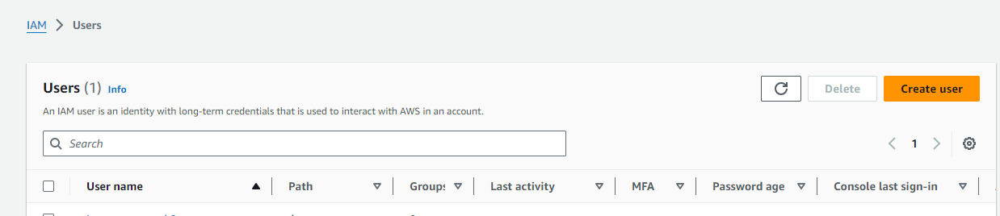 IAM > Users
Users (1) Info
Delete
Create user
An IAM user is an identity with long-term credentials that is used to interact with AWS in an account.
Search
1
User name
Path
Groups
Last activity
MFA
Password age
Console last sign-in